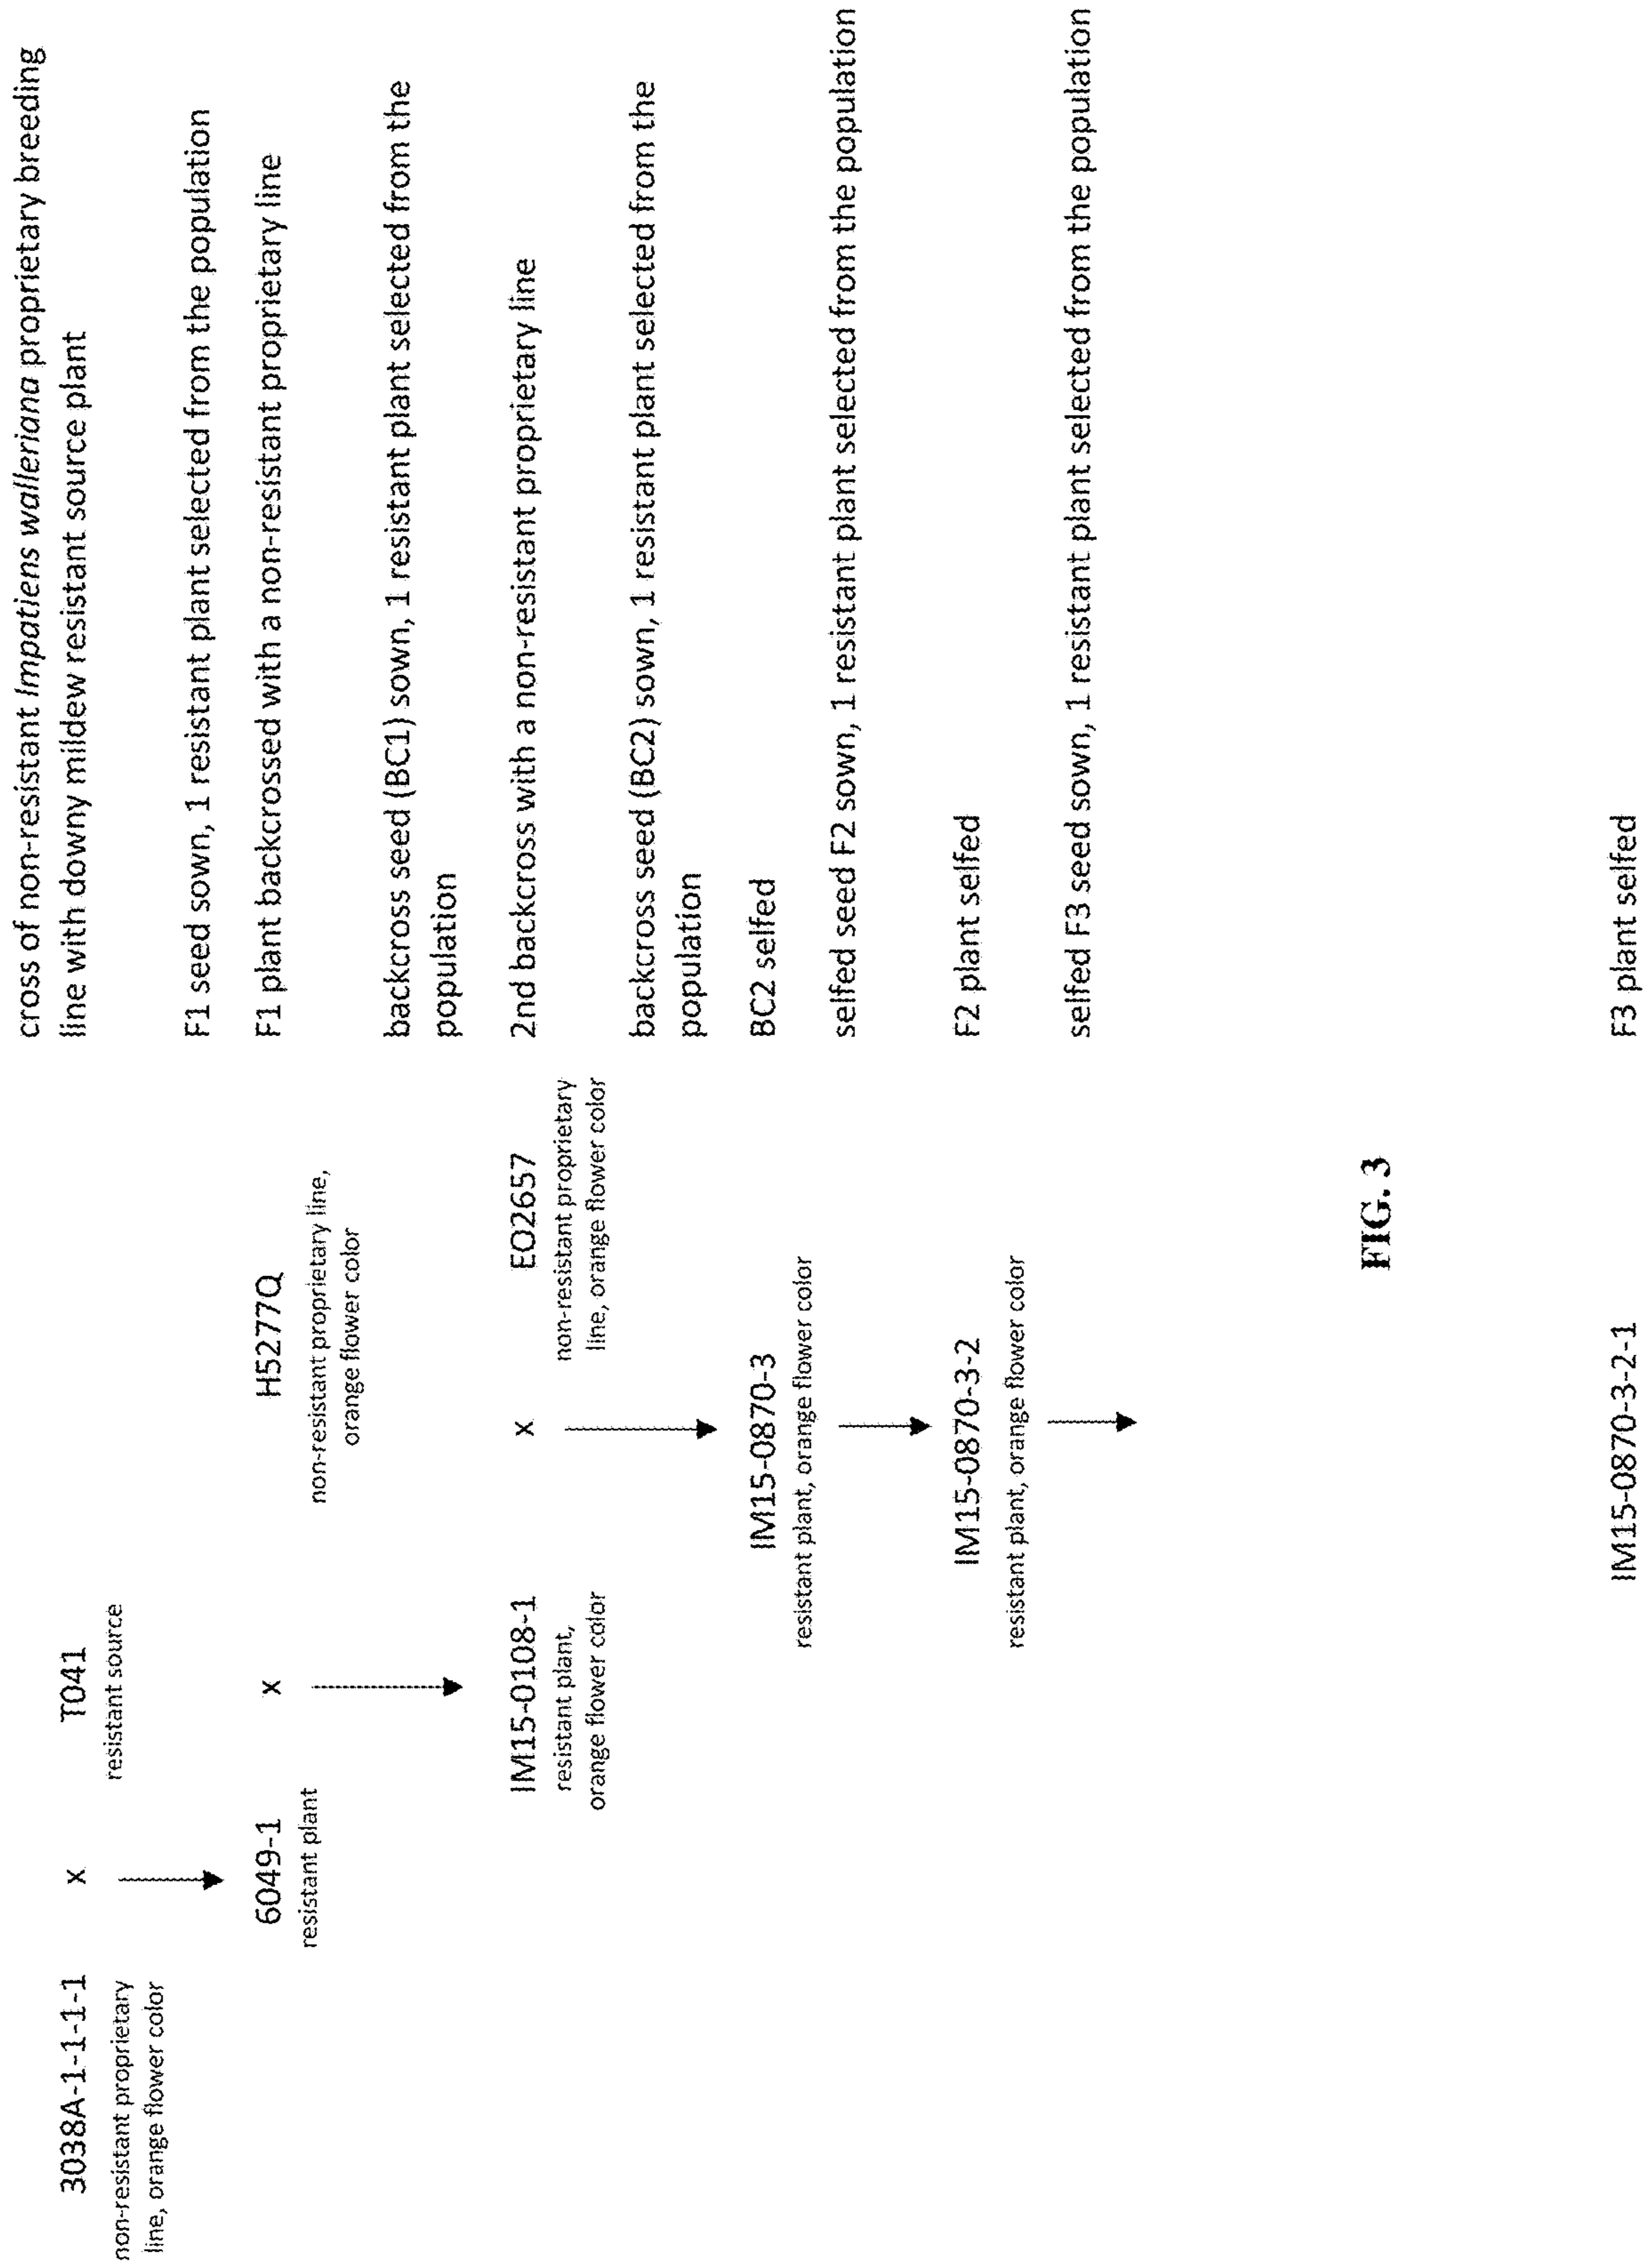 3038A-1-1-1-1
x
T041
cross of non-resistant Impatiens walleriana proprietary breeding
line with downy mildew resistant source plant
non-resistant proprietary
line, orange flower color
resistant source
F1 seed sown, 1 resistant plant selected from the population
6049-1
x
H5277Q
F1 plant backcrossed with a non-resistant proprietary line
resistant plant
non-resistant proprietary line,
orange flower color
backcross seed (BC1) sown, 1 resistant plant selected from the
population
IM15-0108-1
x
EO2657
2nd backcross with a non-resistant proprietary line
resistant plant,
orange flower color
non-resistant proprietary
line, orange flower color
backcross seed (BC2) sown, 1 resistant plant selected from the
population
IM15-0870-3
BC2 selfed
resistant plant, orange flower color
selfed seed F2 sown, 1 resistant plant selected from the population
IM15-0870-3-2
F2 plant selfed
resistant plant, orange flower color
selfed F3 seed sown, 1 resistant plant selected from the population
FIG. 3
IM15-0870-3-2-1
F3 plant selfed